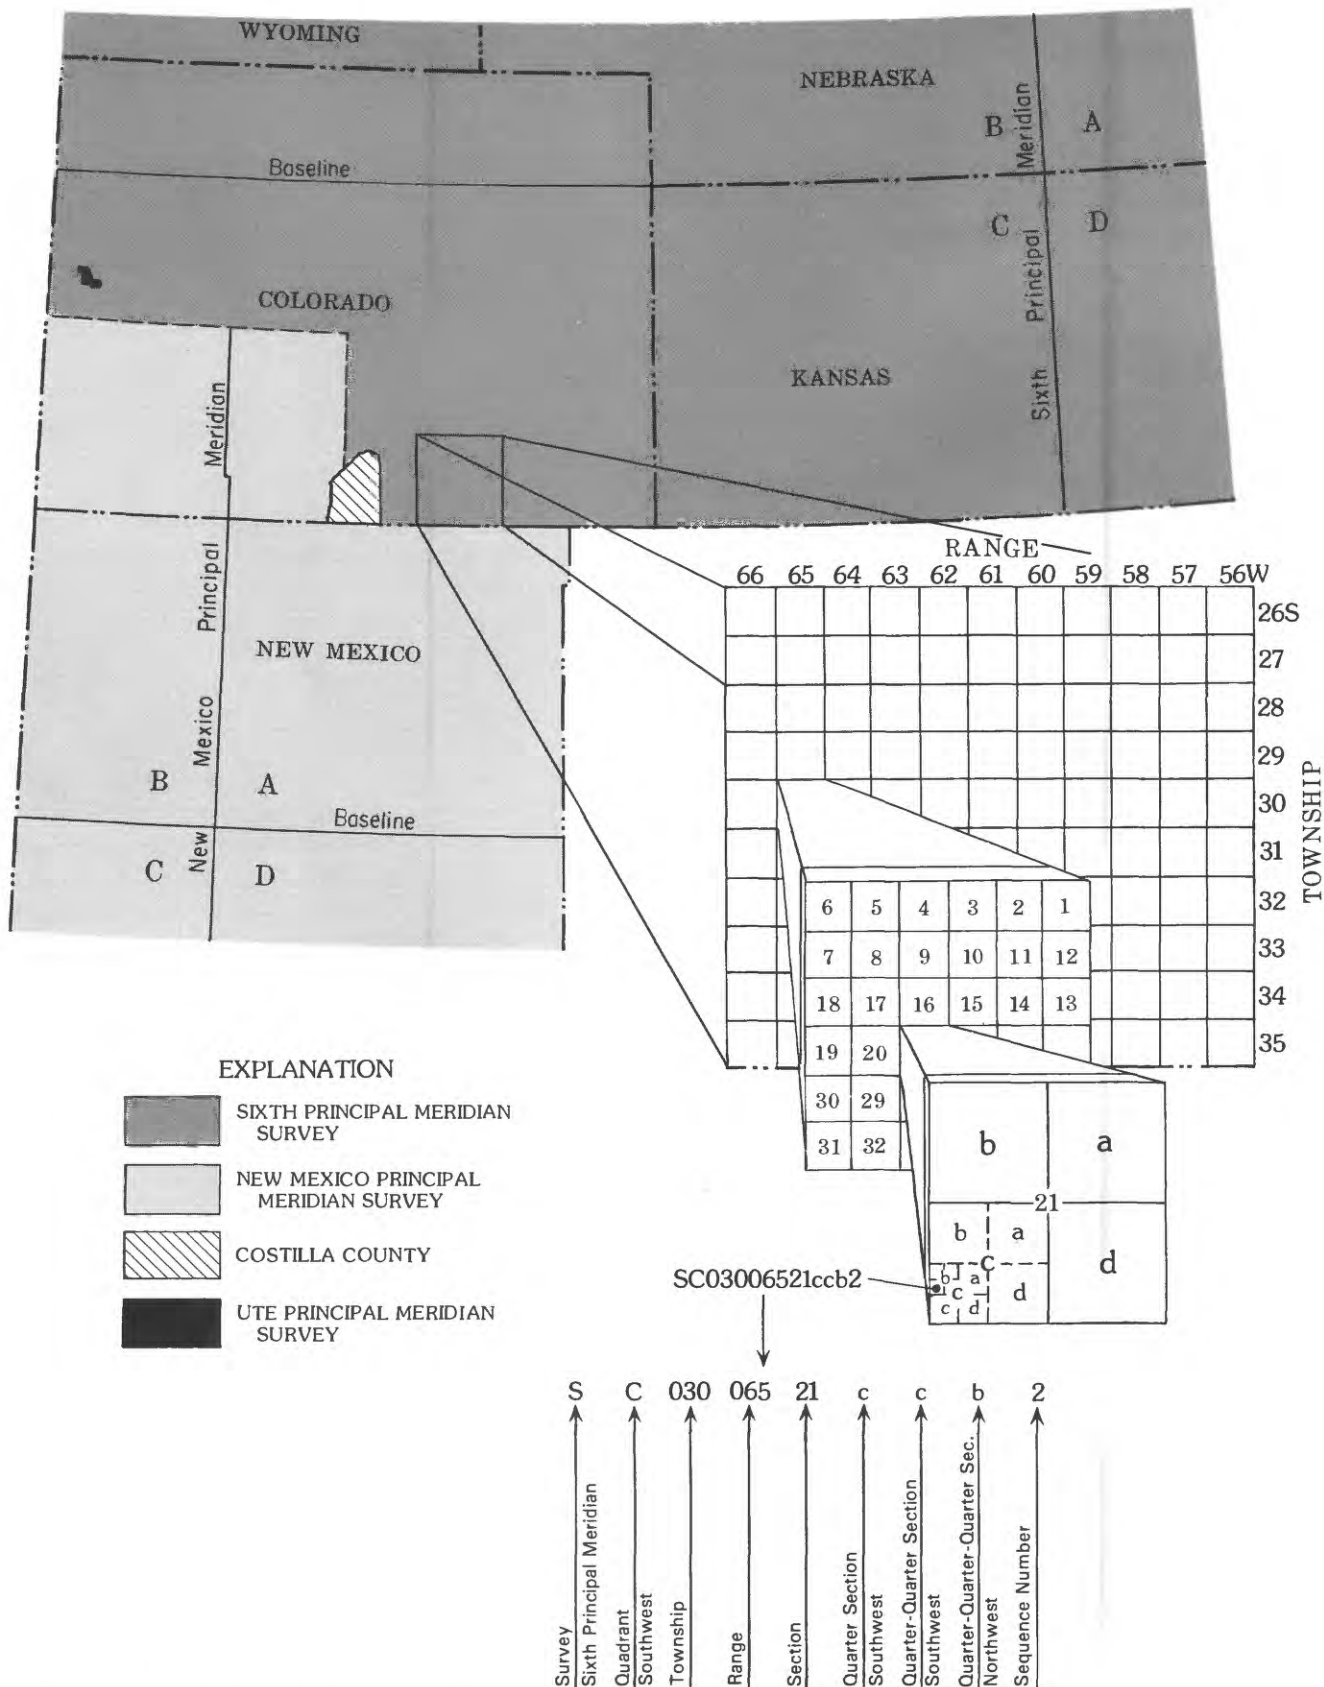 WYOMING
NEBRASKA
B
A
Meridian
Baseline
C
D
Sixth Principal
COLORADO
KANSAS
Meridian
RANGE
66 65 64 63 62 61 60 59 58 57 56W
26S
27
28
29
30
31
32
33
34
35
TOWNSHIP
New Mexico Principal
NEW MEXICO
B
A
Baseline
C
D
6 5 4 3 2 1
7 8 9 10 11 12
18 17 16 15 14 13
19 20
30 29
31 32
b
a
21
b
a
c
d
d
b
a
c
c
d
EXPLANATION
SIXTH PRINCIPAL MERIDIAN
SURVEY
NEW MEXICO PRINCIPAL
MERIDIAN SURVEY
COSTILLA COUNTY
UTE PRINCIPAL MERIDIAN
SURVEY
SC03006521ccb2
S C 030 065 21 c c b 2
Survey
Sixth Principal Meridian
Quadrant
Southwest
Township
Range
Section
Quarter Section
Southwest
Quarter-Quarter Section
Southwest
Quarter-Quarter-Quarter Sec.
Northwest
Sequence Number